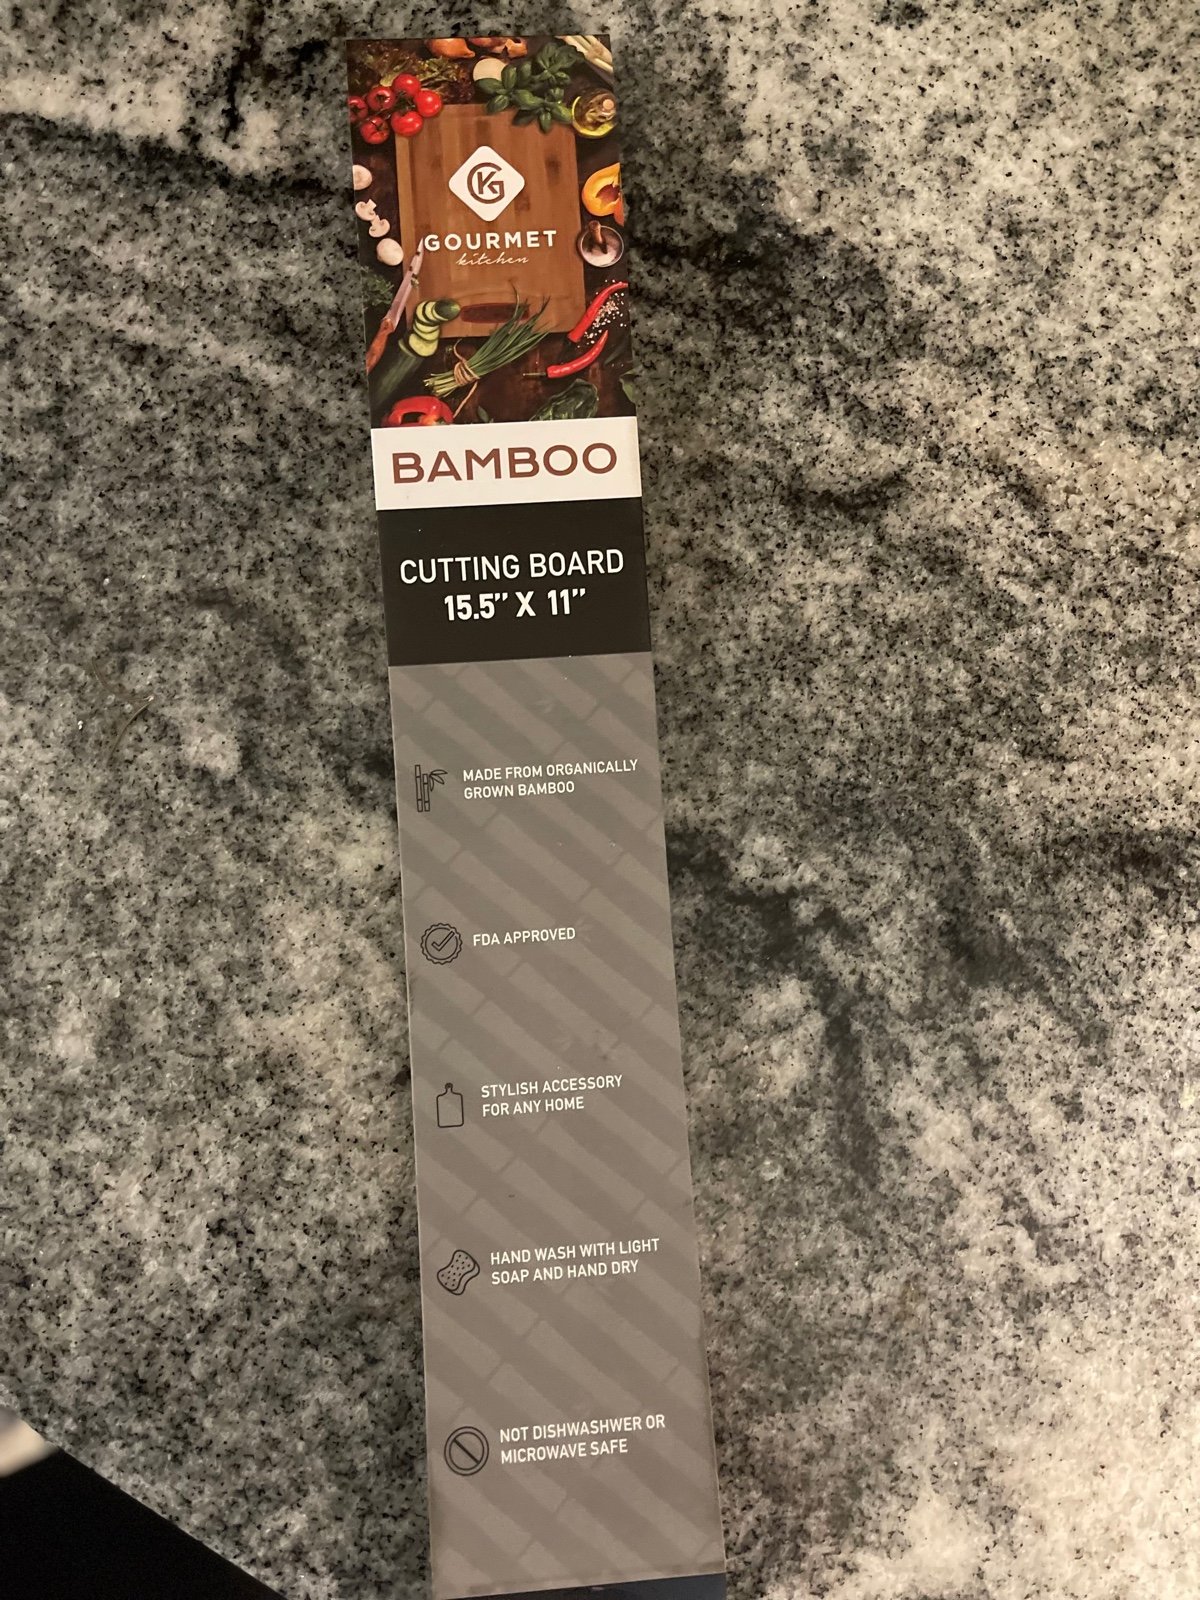 GK
GOURMET
kitchen
BAMBOO
CUTTING BOARD
15.5” X 11”
MADE FROM ORGANICALLY
GROWN BAMBOO
FDA APPROVED
STYLISH ACCESSORY
FOR ANY HOME
HAND WASH WITH LIGHT
SOAP AND HAND DRY
NOT DISHWASHWER OR
MICROWAVE SAFE